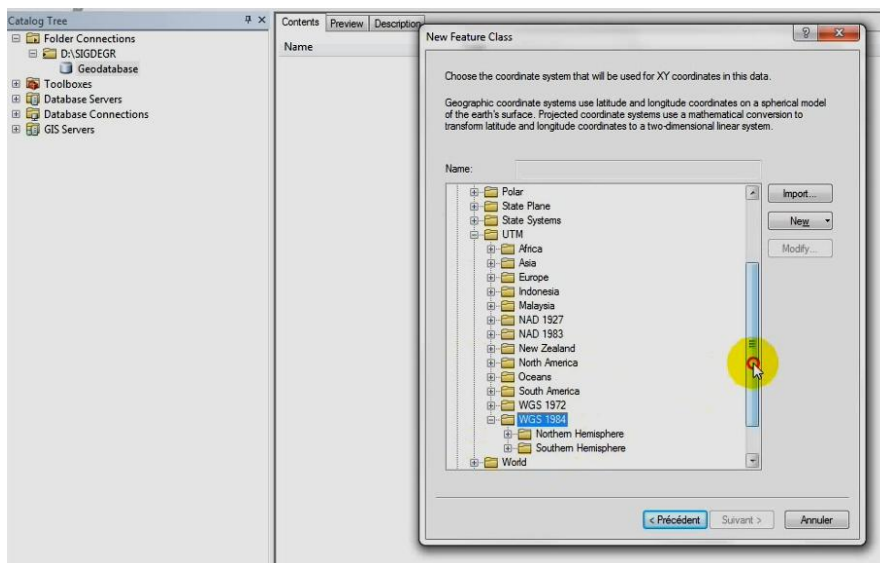 Catalog Tree
Folder Connections
D:\SIGDEGR
Geodatabase
Toolboxes
Database Servers
Database Connections
GIS Servers
Contents Preview Description
Name
New Feature Class
Choose the coordinate system that will be used for XY coordinates in this data.
Geographic coordinate systems use latitude and longitude coordinates on a spherical model
of the earth's surface. Projected coordinate systems use a mathematical conversion to
transform latitude and longitude coordinates to a two-dimensional linear system.
Name:
Polar
State Plane
State Systems
UTM
Africa
Asia
Europe
Indonesia
Malaysia
NAD 1927
NAD 1983
New Zealand
North America
Oceans
South America
WGS 1972
WGS 1984
Northern Hemisphere
Southern Hemisphere
World
Import...
New
Modify...
< Précédent Suivant > Annuler